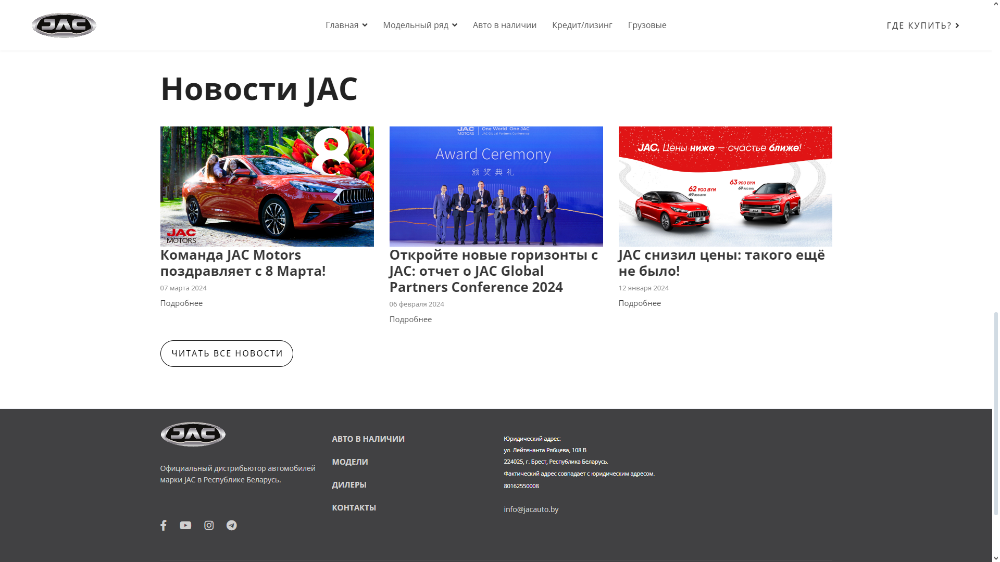 JAC
Главная
Модельный ряд
Авто в наличии
Кредит/лизинг
Грузовые
ГДЕ КУПИТЬ?
Новости JAC
8
JAC
MOTORS
Команда JAC Motors
поздравляет с 8 Марта!
07 марта 2024
Подробнее
JAC
MOTORS
One World One JAC
JAC Global Partners Conference
Award Ceremony
颁奖典礼
Откройте новые горизонты с
JAC: отчет о JAC Global
Partners Conference 2024
06 февраля 2024
Подробнее
JAC. Цены ниже — счастье ближе!
62 900 BYN
69 900 BYN
63 900 BYN
69 900 BYN
JAC снизил цены: такого ещё
не было!
12 января 2024
Подробнее
ЧИТАТЬ ВСЕ НОВОСТИ
JAC
Официальный дистрибьютор автомобилей
марки JAC в Республике Беларусь.
АВТО В НАЛИЧИИ
МОДЕЛИ
ДИЛЕРЫ
КОНТАКТЫ
Юридический адрес:
ул. Лейтенанта Рябцева, 108 В
224025, г. Брест, Республика Беларусь.
Фактический адрес совпадает с юридическим адресом.
80162550008
info@jacauto.by